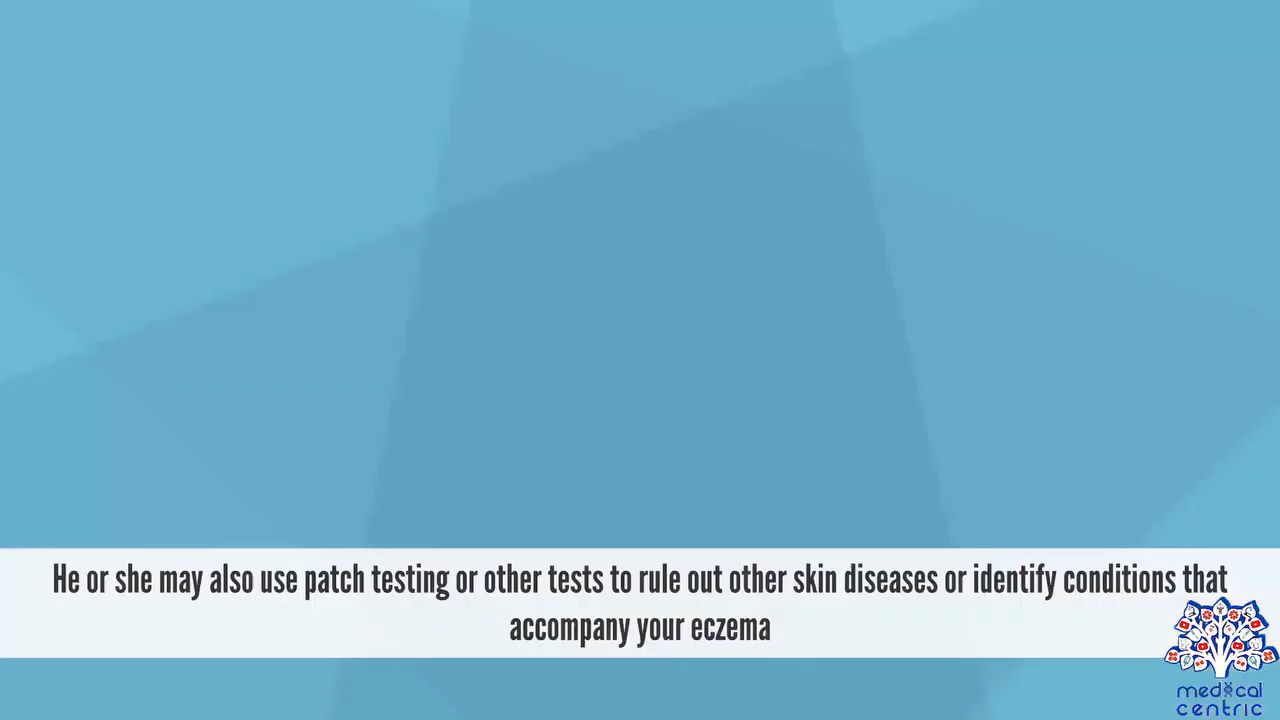 He or she may also use patch testing or other tests to rule out other skin diseases or identify conditions that
accompany your eczema
medical
centric